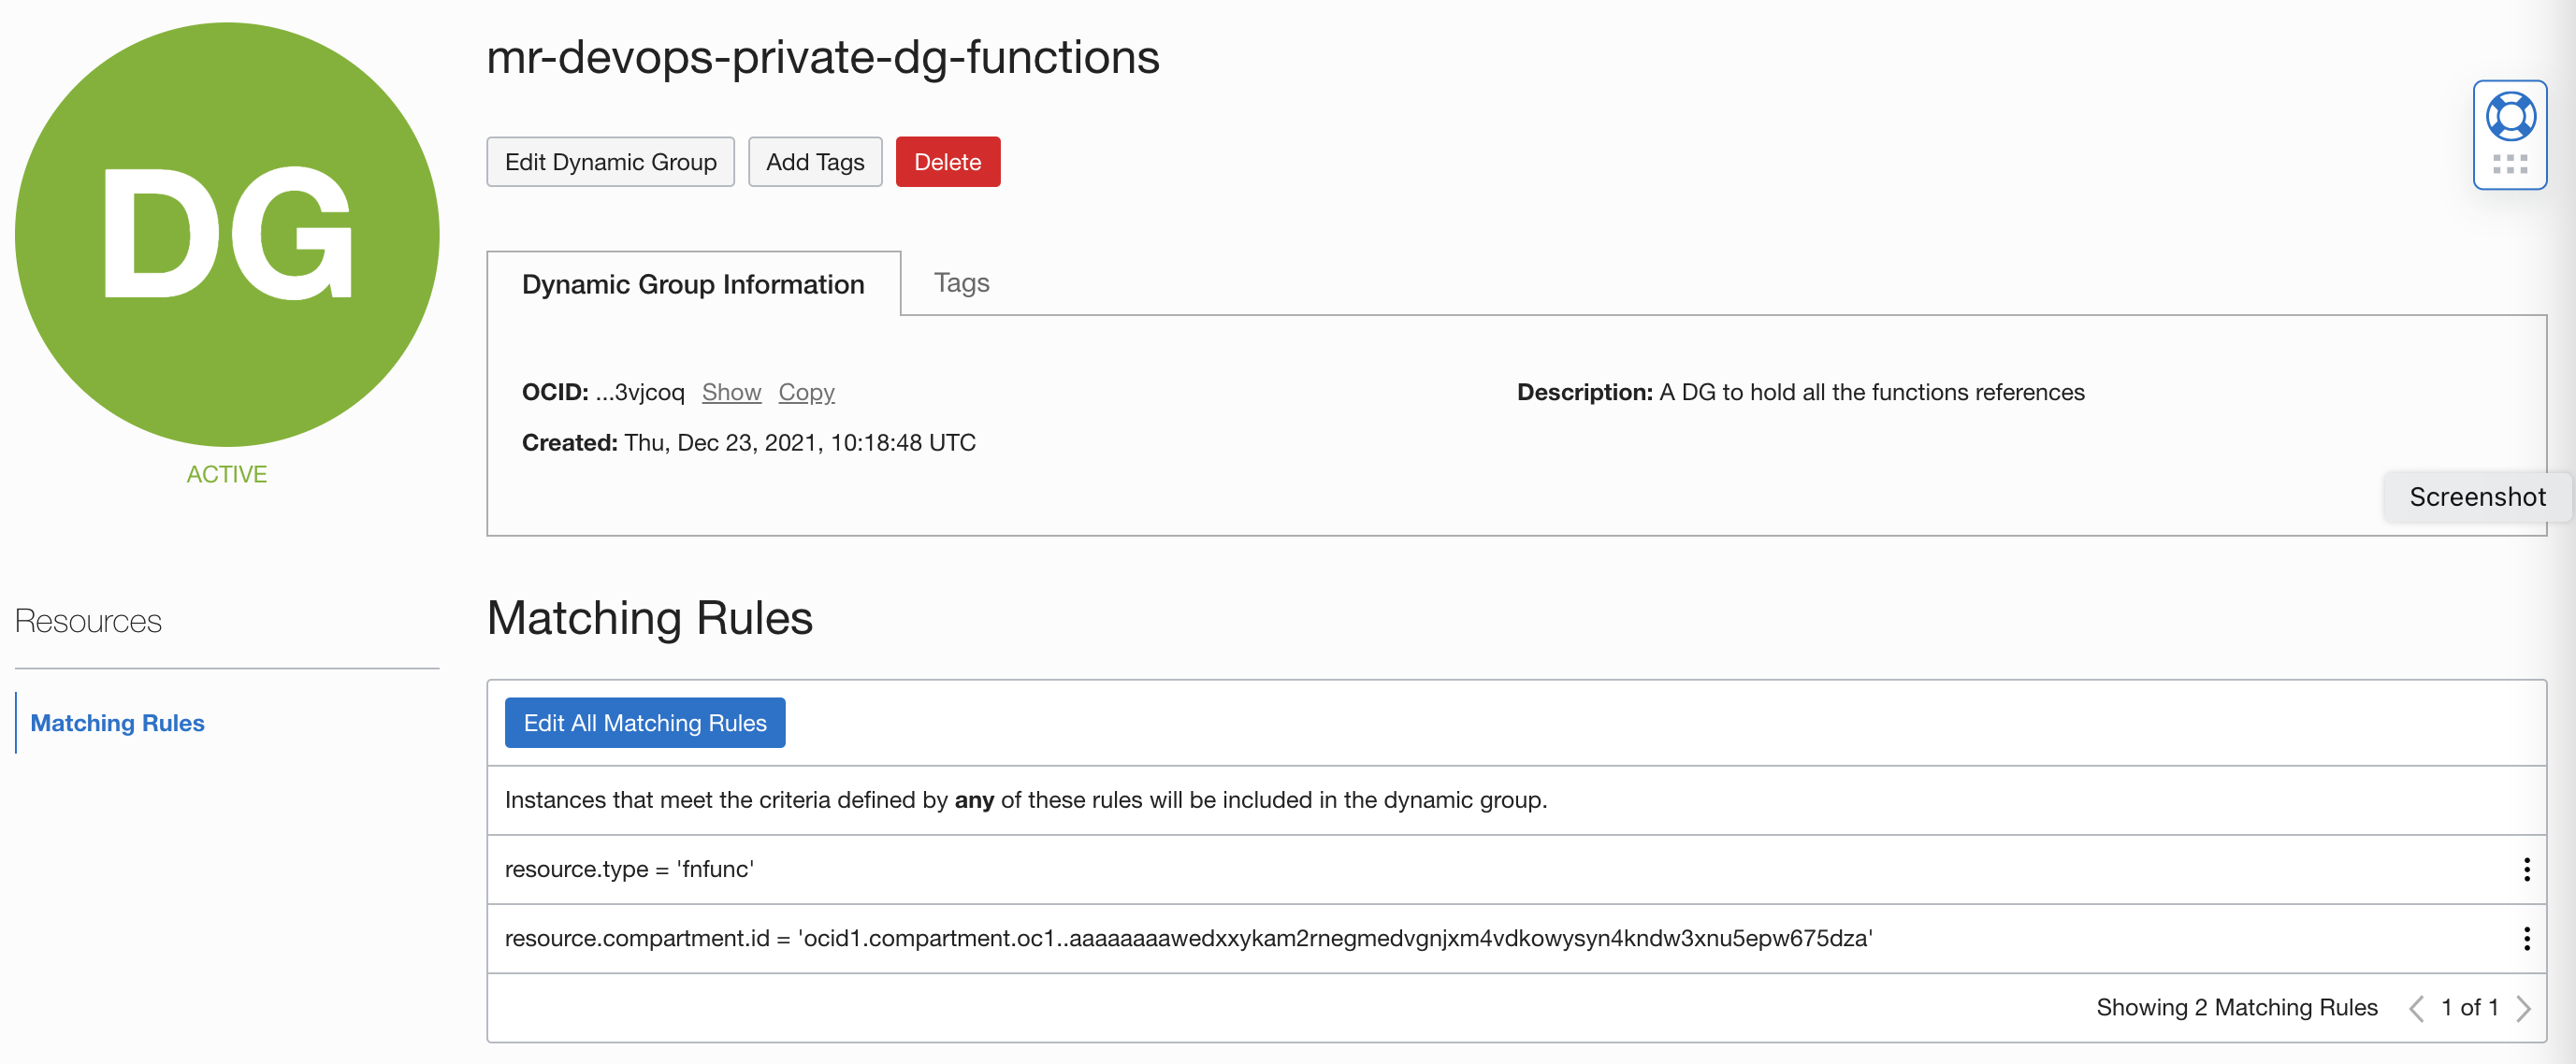 DG
ACTIVE
mr-devops-private-dg-functions
Edit Dynamic Group
Add Tags
Delete
Dynamic Group Information
Tags
OCID: ...3vjcoq Show Copy
Description: A DG to hold all the functions references
Created: Thu, Dec 23, 2021, 10:18:48 UTC
Screenshot
Resources
Matching Rules
Matching Rules
Edit All Matching Rules
Instances that meet the criteria defined by any of these rules will be included in the dynamic group.
resource.type = 'fnfunc'
resource.compartment.id = 'ocid1.compartment.oc1..aaaaaaaawedxxykam2rnegmedvgnjxm4vdkowysyn4kndw3xnu5epw675dza'
Showing 2 Matching Rules
1 of 1